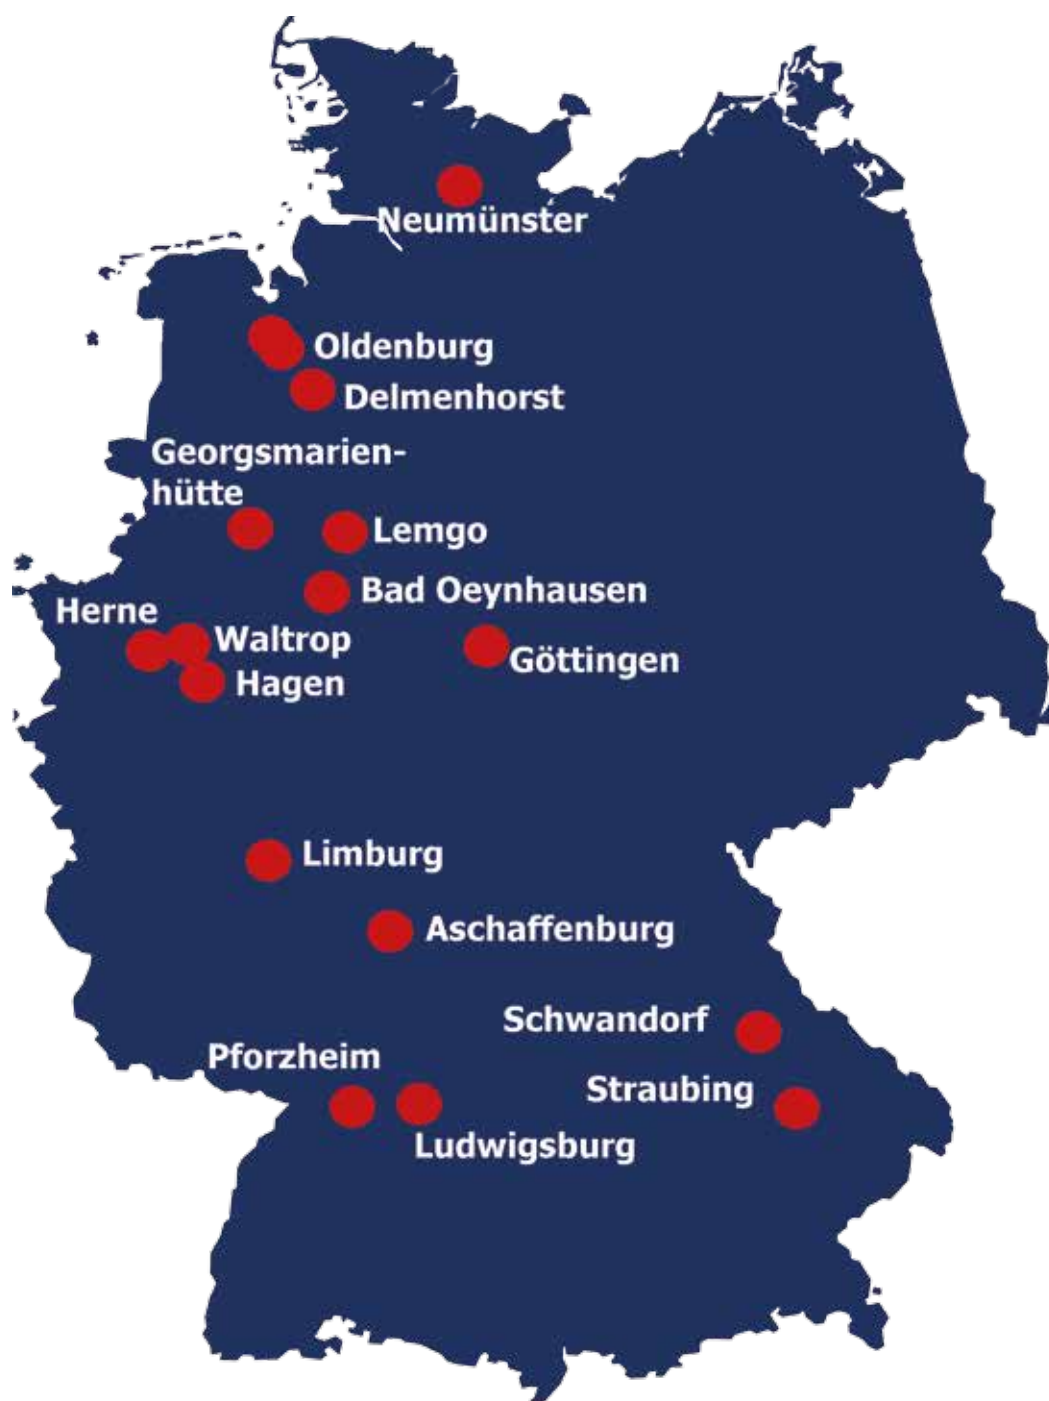 Neumünster
Oldenburg
Delmenhorst
Georgsmarien-
hütte
Lemgo
Bad Oeynhausen
Herne
Waltrop
Göttingen
Hagen
Limburg
Aschaffenburg
Schwandorf
Pforzheim
Straubing
Ludwigsburg